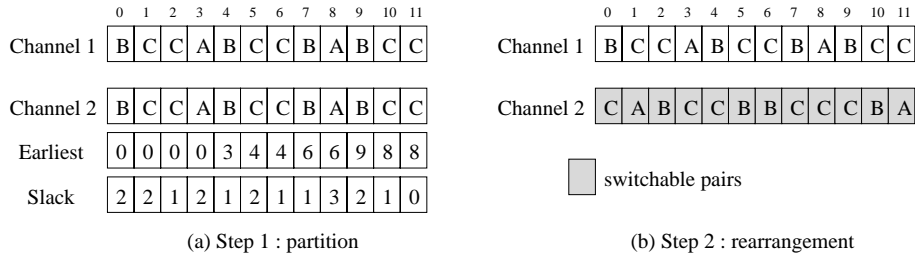 0 1 2 3 4 5 6 7 8 9 10 11
Channel 1 B C C A B C C B A B C C
Channel 2 B C C A B C C B A B C C
Earliest 0 0 0 0 3 4 4 6 6 9 8 8
Slack 2 2 1 2 1 2 1 1 3 2 1 0
(a) Step 1 : partition
0 1 2 3 4 5 6 7 8 9 10 11
Channel 1 B C C A B C C B A B C C
Channel 2 C A B C C B B C C C B A
switchable pairs
(b) Step 2 : rearrangement